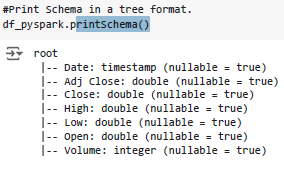 #Print Schema in a tree format.
df_pyspark.printSchema()
root
|-- Date: timestamp (nullable = true)
|-- Adj Close: double (nullable = true)
|-- Close: double (nullable = true)
|-- High: double (nullable = true)
|-- Low: double (nullable = true)
|-- Open: double (nullable = true)
|-- Volume: integer (nullable = true)